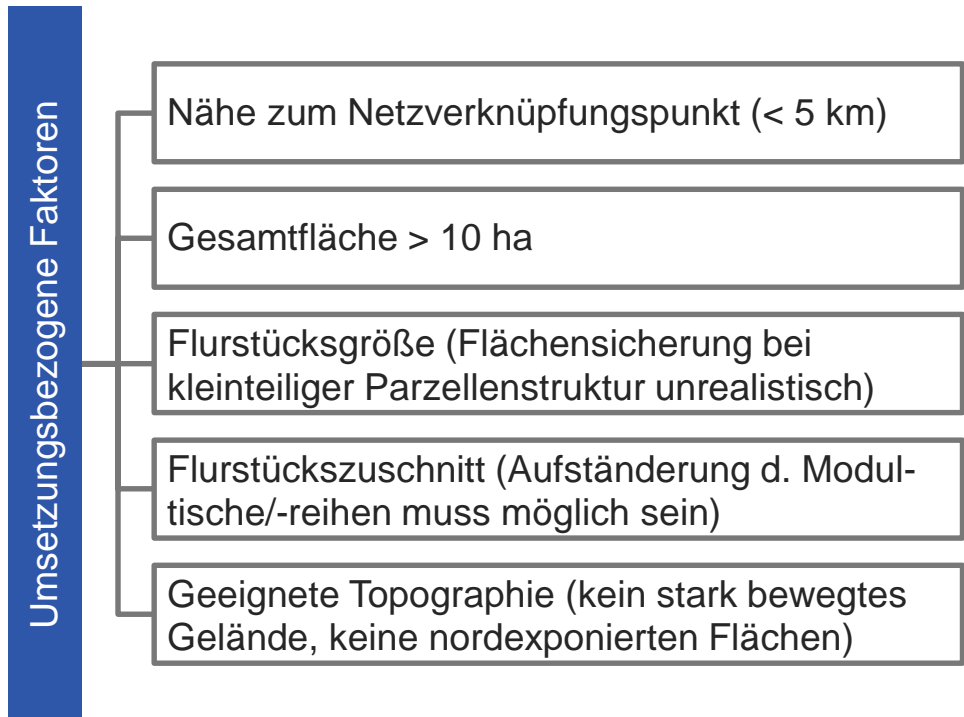 Umsetzungsbezogene Faktoren
Nähe zum Netzverknüpfungspunkt (< 5 km)
Gesamtfläche > 10 ha
Flurstücksgröße (Flächensicherung bei
kleinteiliger Parzellenstruktur unrealistisch)
Flurstückszuschnitt (Aufständerung d. Modul-
tische/-reihen muss möglich sein)
Geeignete Topographie (kein stark bewegtes
Gelände, keine nordexponierten Flächen)